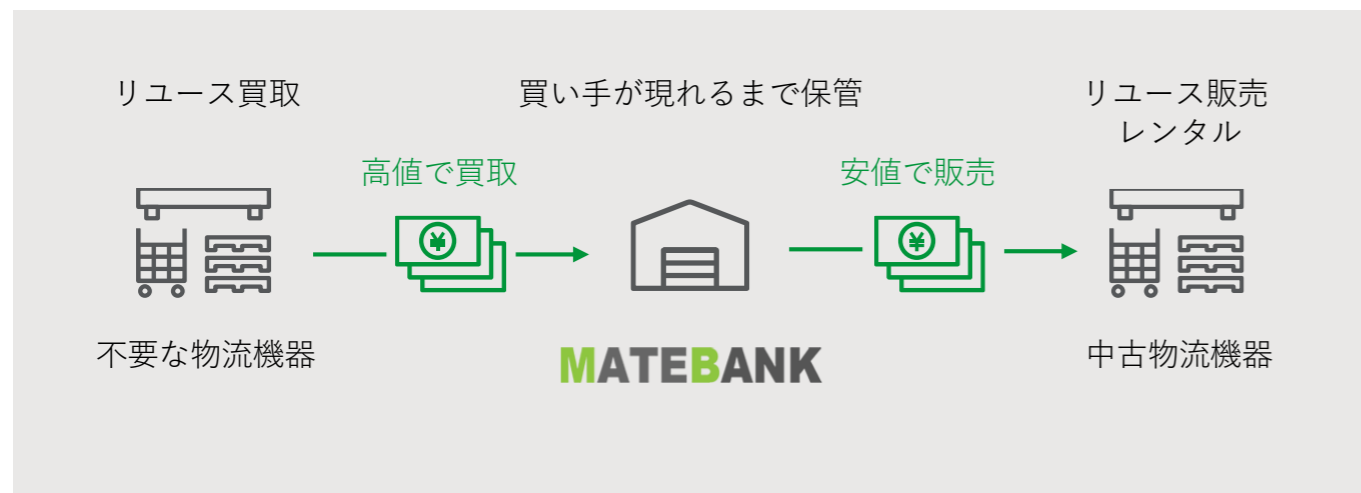 リユース買取
買い手が現れるまで保管
リユース販売
レンタル
高値で買取
安値で販売
¥
¥
不要な物流機器
MATEBANK
中古物流機器